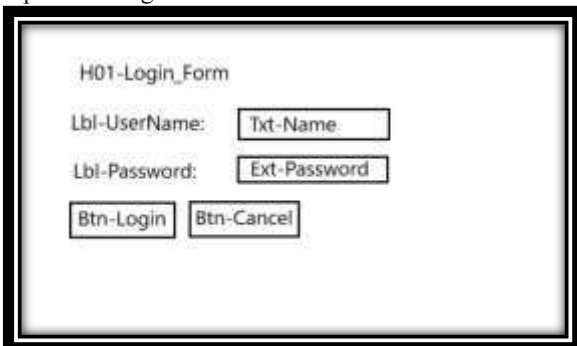 H01-Login_Form
Lbl-UserName: Txt-Name
Lbl-Password: Ext-Password
Btn-Login Btn-Cancel